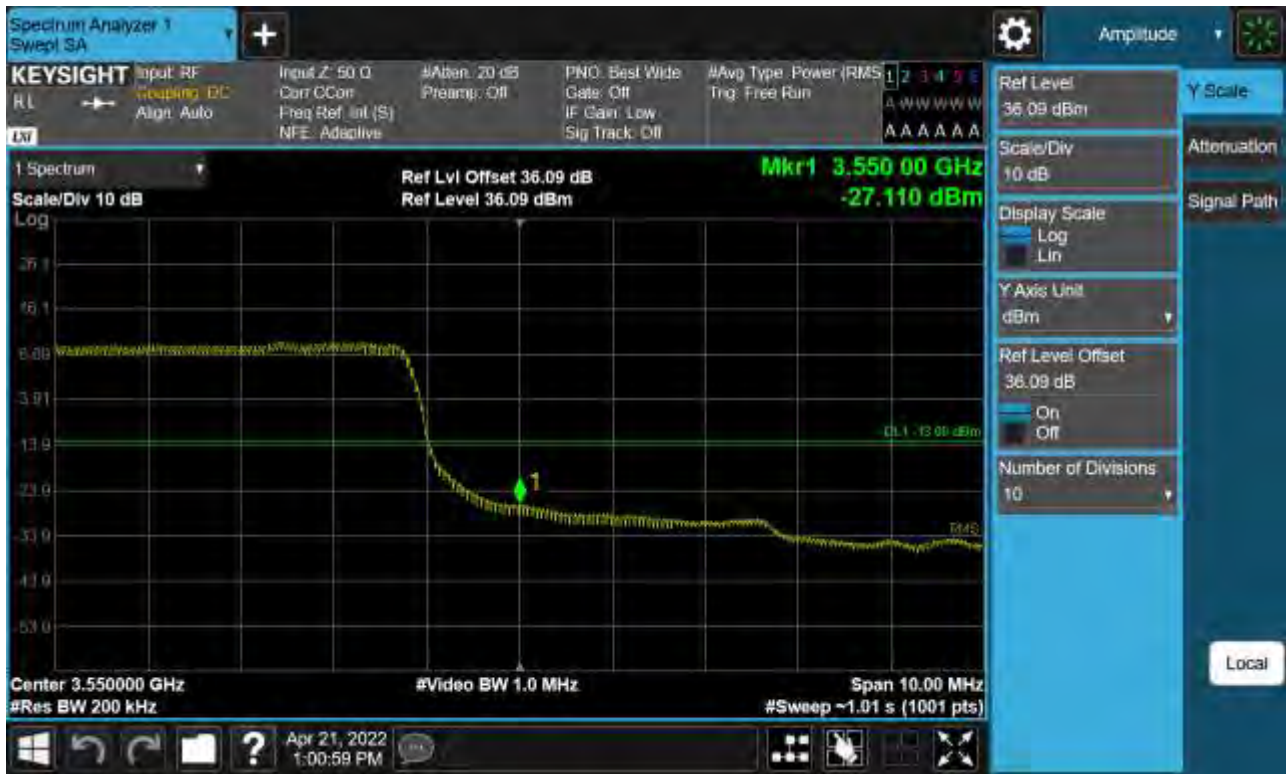 Spectrum Analyzer 1
Swept SA
+
Amplitude
KEYSIGHT
RL
Input: RF
Coupling: DC
Align: Auto
Input Z: 50 Ω
Corr CCorr
Freq Ref: Int (S)
NFE: Adaptive
#Atten: 20 dB
Preamp: Off
PNO: Best Wide
Gate: Off
IF Gain: Low
Sig Track: Off
#Avg Type: Power (RMS
Trig: Free Run
1 2 3 4 5 6
A W W W W W
A A A A A A
1 Spectrum
Scale/Div 10 dB
Log
Ref Lvl Offset 36.09 dB
Ref Level 36.09 dBm
Mkr1 3.550 00 GHz
-27.110 dBm
26.1
16.1
6.09
-3.91
-13.9
-23.9
-33.9
-43.9
-53.9
DL1 -13.00 dBm
1
RMS
Center 3.550000 GHz
#Res BW 200 kHz
#Video BW 1.0 MHz
Span 10.00 MHz
#Sweep ~1.01 s (1001 pts)
Ref Level
36.09 dBm
Scale/Div
10 dB
Display Scale
Log
Lin
Y Axis Unit
dBm
Ref Level Offset
36.09 dB
On
Off
Number of Divisions
10
Y Scale
Attenuation
Signal Path
Local
?
Apr 21, 2022
1:00:59 PM